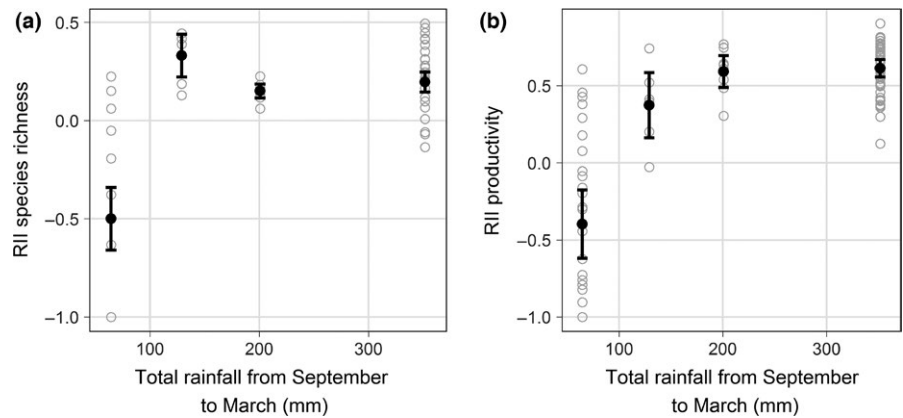 (a)
RII species richness
0.5
0.0
–0.5
–1.0
100
200
300
Total rainfall from September
to March (mm)
(b)
RII productivity
0.5
0.0
–0.5
–1.0
100
200
300
Total rainfall from September
to March (mm)